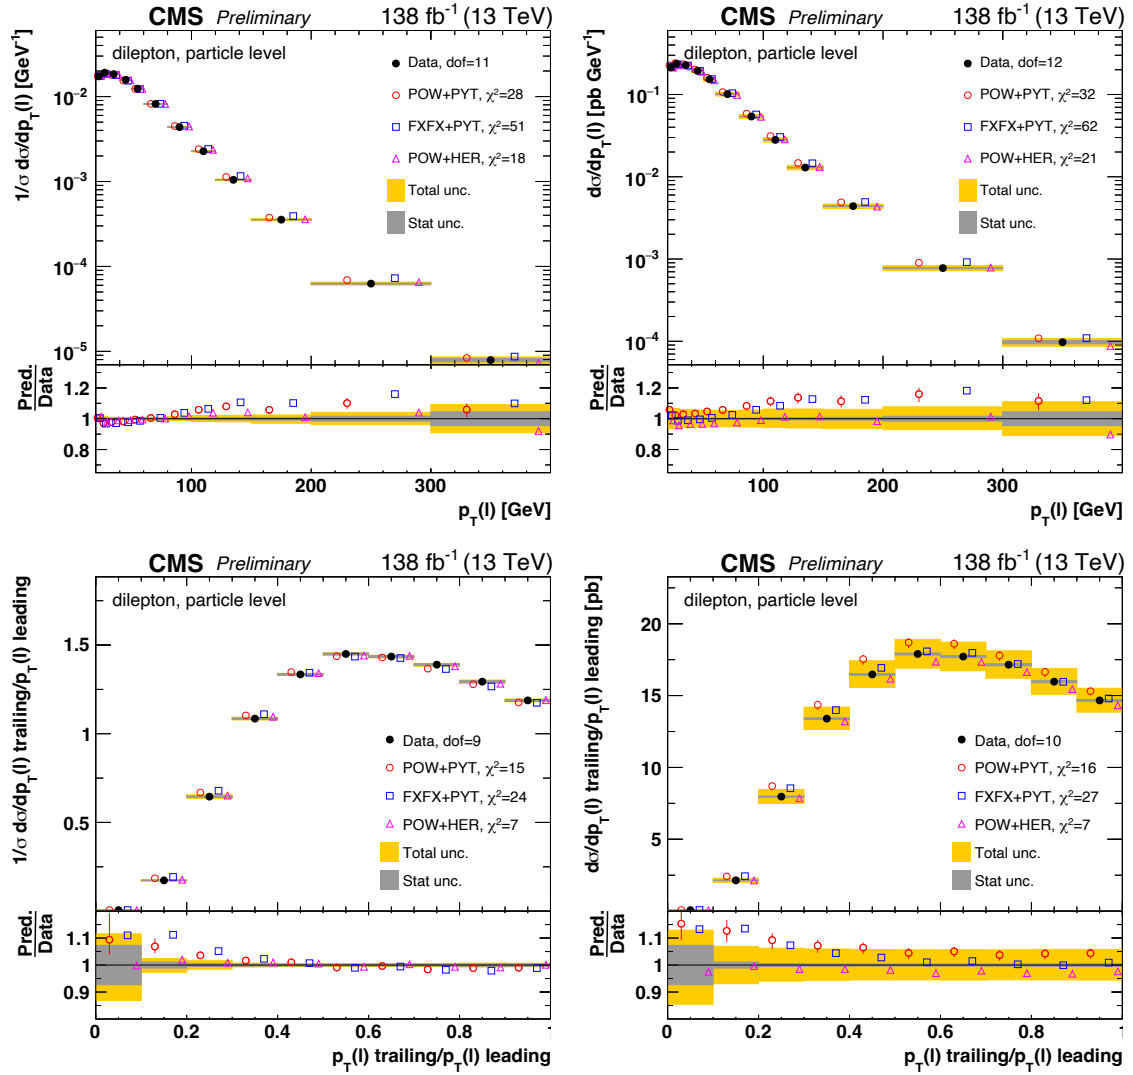 CMS Preliminary 138 fb⁻¹ (13 TeV)
dilepton, particle level
1/σ dσ/dp_T(l) [GeV⁻¹]
Data, dof=11
POW+PYT, χ²=28
FXFX+PYT, χ²=51
POW+HER, χ²=18
Total unc.
Stat unc.
10⁻²
10⁻³
10⁻⁴
10⁻⁵
Pred.
Data
1.2
1
0.8
100 200 300
p_T(l) [GeV]
CMS Preliminary 138 fb⁻¹ (13 TeV)
dilepton, particle level
dσ/dp_T(l) [pb GeV⁻¹]
Data, dof=12
POW+PYT, χ²=32
FXFX+PYT, χ²=62
POW+HER, χ²=21
Total unc.
Stat unc.
10⁻¹
10⁻²
10⁻³
10⁻⁴
Pred.
Data
1.2
1
0.8
100 200 300
p_T(l) [GeV]
CMS Preliminary 138 fb⁻¹ (13 TeV)
dilepton, particle level
1/σ dσ/dp_T(l) trailing/p_T(l) leading
1.5
1
0.5
Data, dof=9
POW+PYT, χ²=15
FXFX+PYT, χ²=24
POW+HER, χ²=7
Total unc.
Stat unc.
Pred.
Data
1.1
1
0.9
0 0.2 0.4 0.6 0.8 1
p_T(l) trailing/p_T(l) leading
CMS Preliminary 138 fb⁻¹ (13 TeV)
dilepton, particle level
dσ/dp_T(l) trailing/p_T(l) leading [pb]
20
15
10
5
Data, dof=10
POW+PYT, χ²=16
FXFX+PYT, χ²=27
POW+HER, χ²=7
Total unc.
Stat unc.
Pred.
Data
1.1
1
0.9
0 0.2 0.4 0.6 0.8 1
p_T(l) trailing/p_T(l) leading